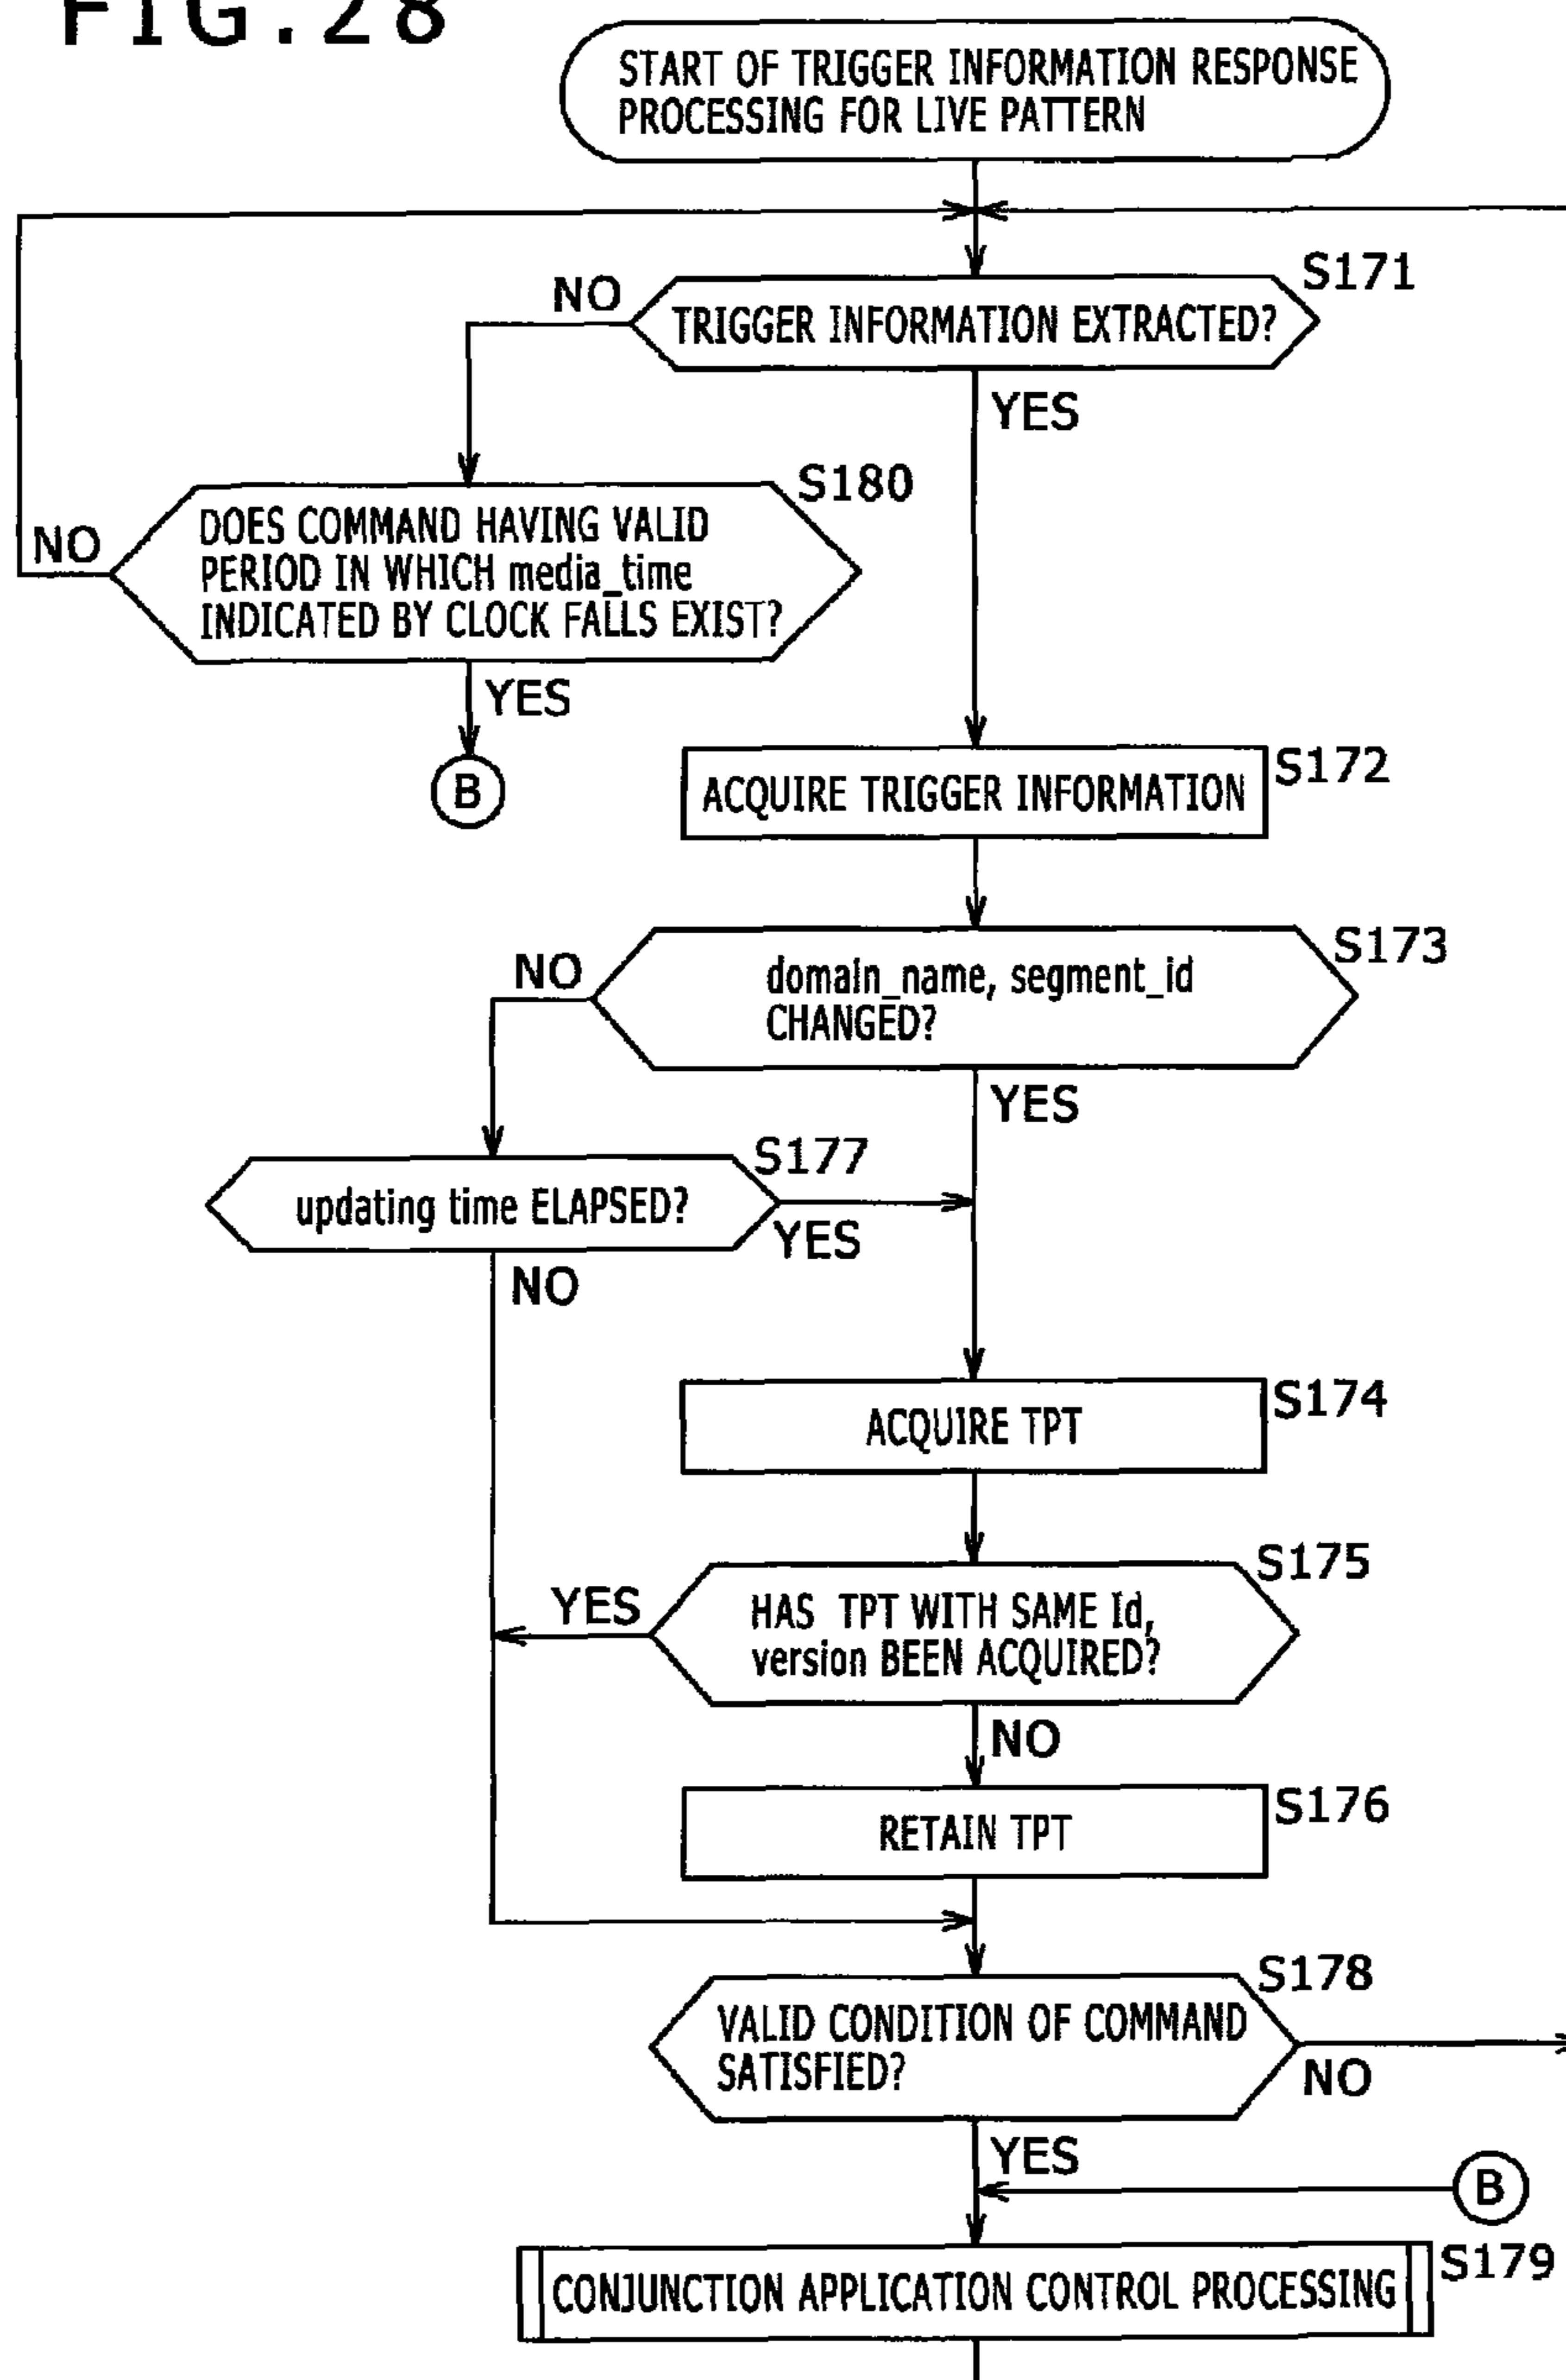 FIG.28
START OF TRIGGER INFORMATION RESPONSE
PROCESSING FOR LIVE PATTERN
S171
NO
TRIGGER INFORMATION EXTRACTED?
YES
S180
NO
DOES COMMAND HAVING VALID
PERIOD IN WHICH media_time
INDICATED BY CLOCK FALLS EXIST?
YES
B
S172
ACQUIRE TRIGGER INFORMATION
S173
NO
domain_name, segment_id
CHANGED?
YES
S177
updating time ELAPSED?
YES
NO
S174
ACQUIRE TPT
S175
YES
HAS TPT WITH SAME Id,
version BEEN ACQUIRED?
NO
S176
RETAIN TPT
S178
VALID CONDITION OF COMMAND
SATISFIED?
NO
YES
B
S179
CONJUNCTION APPLICATION CONTROL PROCESSING